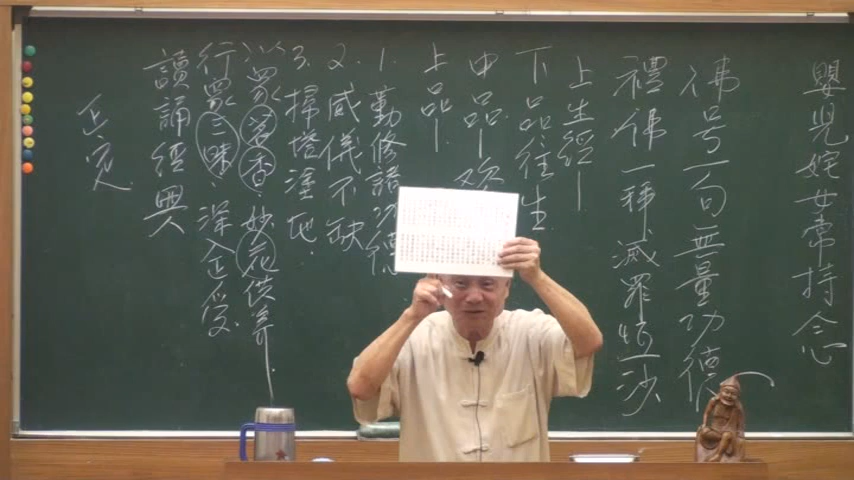 嬰兒姹女常持念
佛号一句無量功德
禮佛一種滅罪恒沙
上生經—
下品往生
中品—
上品—
1. 勤修諸功德
2. 威儀不缺
3. 掃塔塗地.
以眾名香 妙花供養.
行眾三昧. 深入正受
讀誦經典
正定